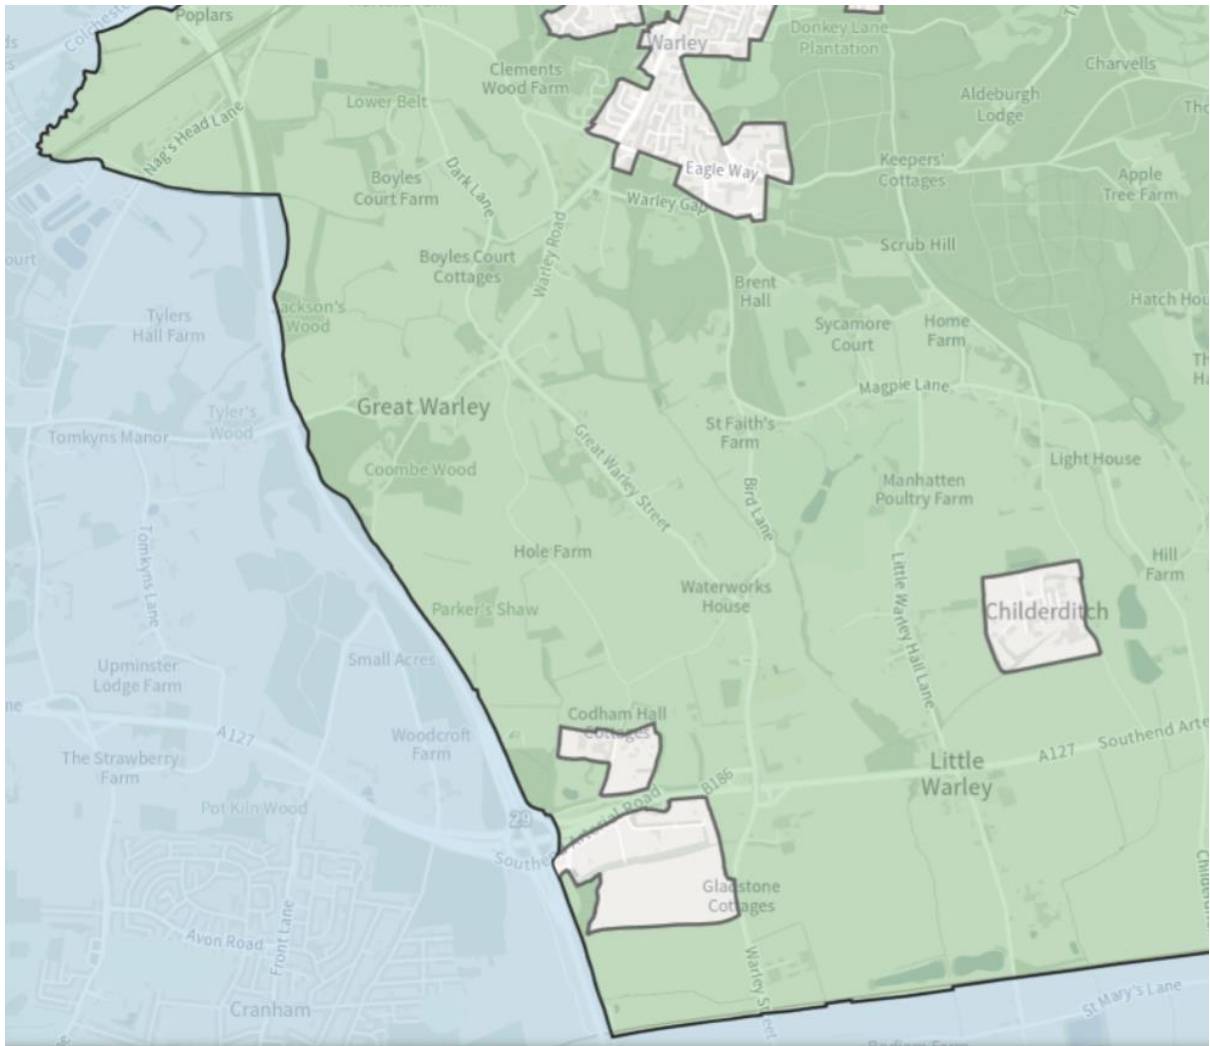 Poplars
Colchest
Warley
Donkey Lane
Plantation
Charvells
Clements
Wood Farm
Lower Belt
Aldeburgh
Lodge
Nag's Head Lane
Dark Lane
Boyles
Court Farm
Eagle Way
Keepers'
Cottages
Apple
Tree Farm
Warley Gap
Warley Road
Scrub Hill
Boyles Court
Cottages
Brent
Hall
Hatch Hou
ackson's
Wood
Tylers
Hall Farm
Sycamore
Court
Home
Farm
Magpie Lane
Great Warley
Tyler's
Wood
Tomkyns Manor
St Faith's
Farm
Great Warley Street
Coombe Wood
Light House
Manhatten
Poultry Farm
Bird Lane
Tomkyns Lane
Hole Farm
Hill
Farm
Waterworks
House
Little Warley Hall Lane
Parker's Shaw
Childerditch
Small Acres
Upminster
Lodge Farm
Codham Hall
Cottages
A127
Woodcroft
Farm
A127
Southend Arte
The Strawberry
Farm
Little
Warley
B186
Pot Kiln Wood
29
Southend Arterial Road
Gladstone
Cottages
Avon Road
Front Lane
Warley Street
Cranham
St Mary's Lane